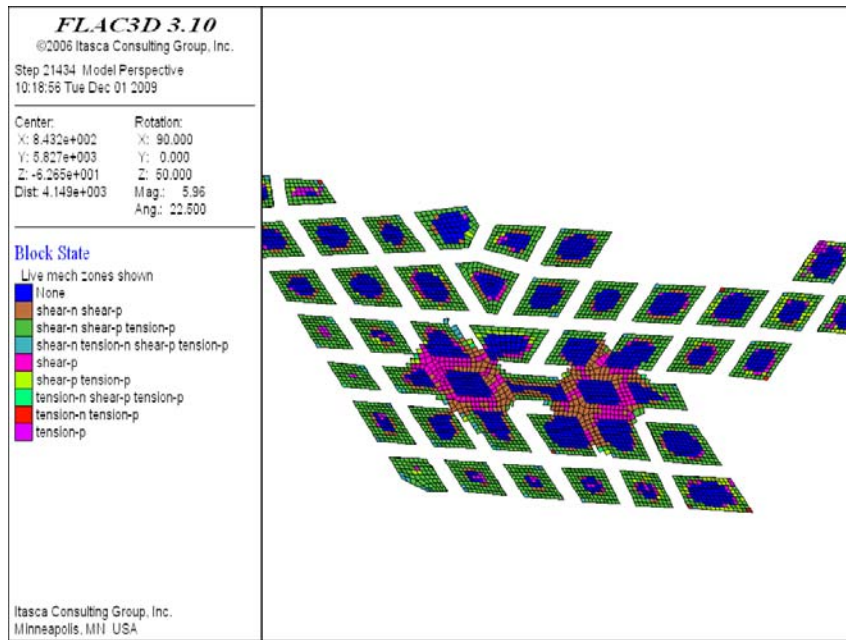 FLAC3D 3.10
©2006 Itasca Consulting Group, Inc.
Step 21434 Model Perspective
10:18:56 Tue Dec 01 2009
Center: Rotation:
X: 8.432e+002 X: 90.000
Y: 5.827e+003 Y: 0.000
Z: -6.265e+001 Z: 50.000
Dist: 4.149e+003 Mag.: 5.96
Ang.: 22.500
Block State
Live mech zones shown
None
shear-n shear-p
shear-n shear-p tension-p
shear-n tension-n shear-p tension-p
shear-p
shear-p tension-p
tension-n shear-p tension-p
tension-n tension-p
tension-p
Itasca Consulting Group, Inc.
Minneapolis, MN USA